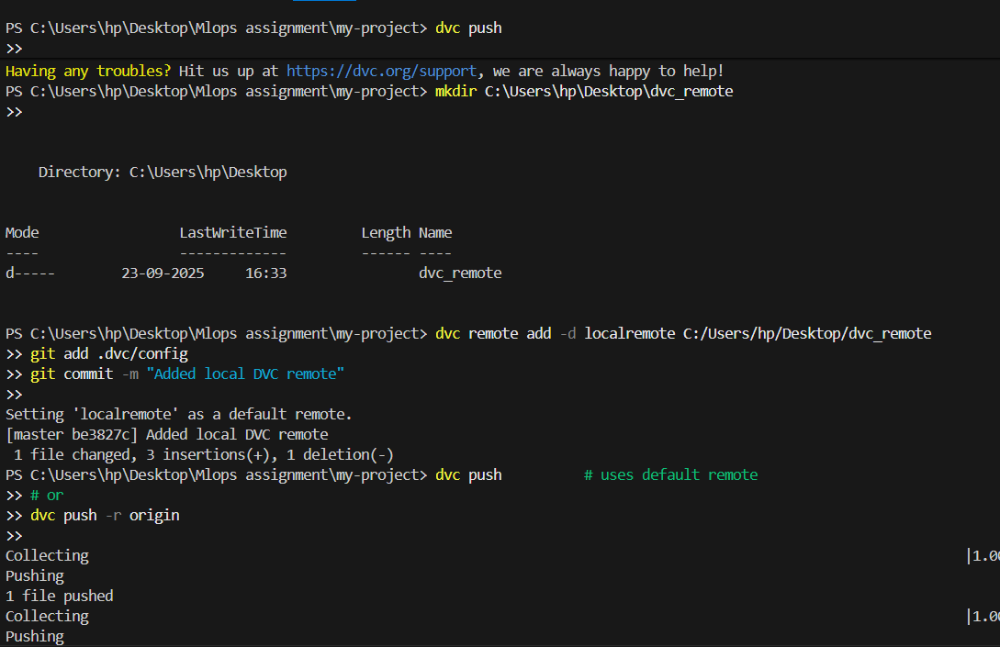 PS C:\Users\hp\Desktop\Mlops assignment\my-project> dvc push
>>
Having any troubles? Hit us up at https://dvc.org/support, we are always happy to help!
PS C:\Users\hp\Desktop\Mlops assignment\my-project> mkdir C:\Users\hp\Desktop\dvc_remote
>>
Directory: C:\Users\hp\Desktop
Mode LastWriteTime Length Name
---- ------------- ------ ----
d----- 23-09-2025 16:33 dvc_remote
PS C:\Users\hp\Desktop\Mlops assignment\my-project> dvc remote add -d localremote C:/Users/hp/Desktop/dvc_remote
>> git add .dvc/config
>> git commit -m "Added local DVC remote"
>>
Setting 'localremote' as a default remote.
[master be3827c] Added local DVC remote
1 file changed, 3 insertions(+), 1 deletion(-)
PS C:\Users\hp\Desktop\Mlops assignment\my-project> dvc push # uses default remote
>> # or
>> dvc push -r origin
>>
Collecting |1.00
Pushing
1 file pushed
Collecting |1.00
Pushing